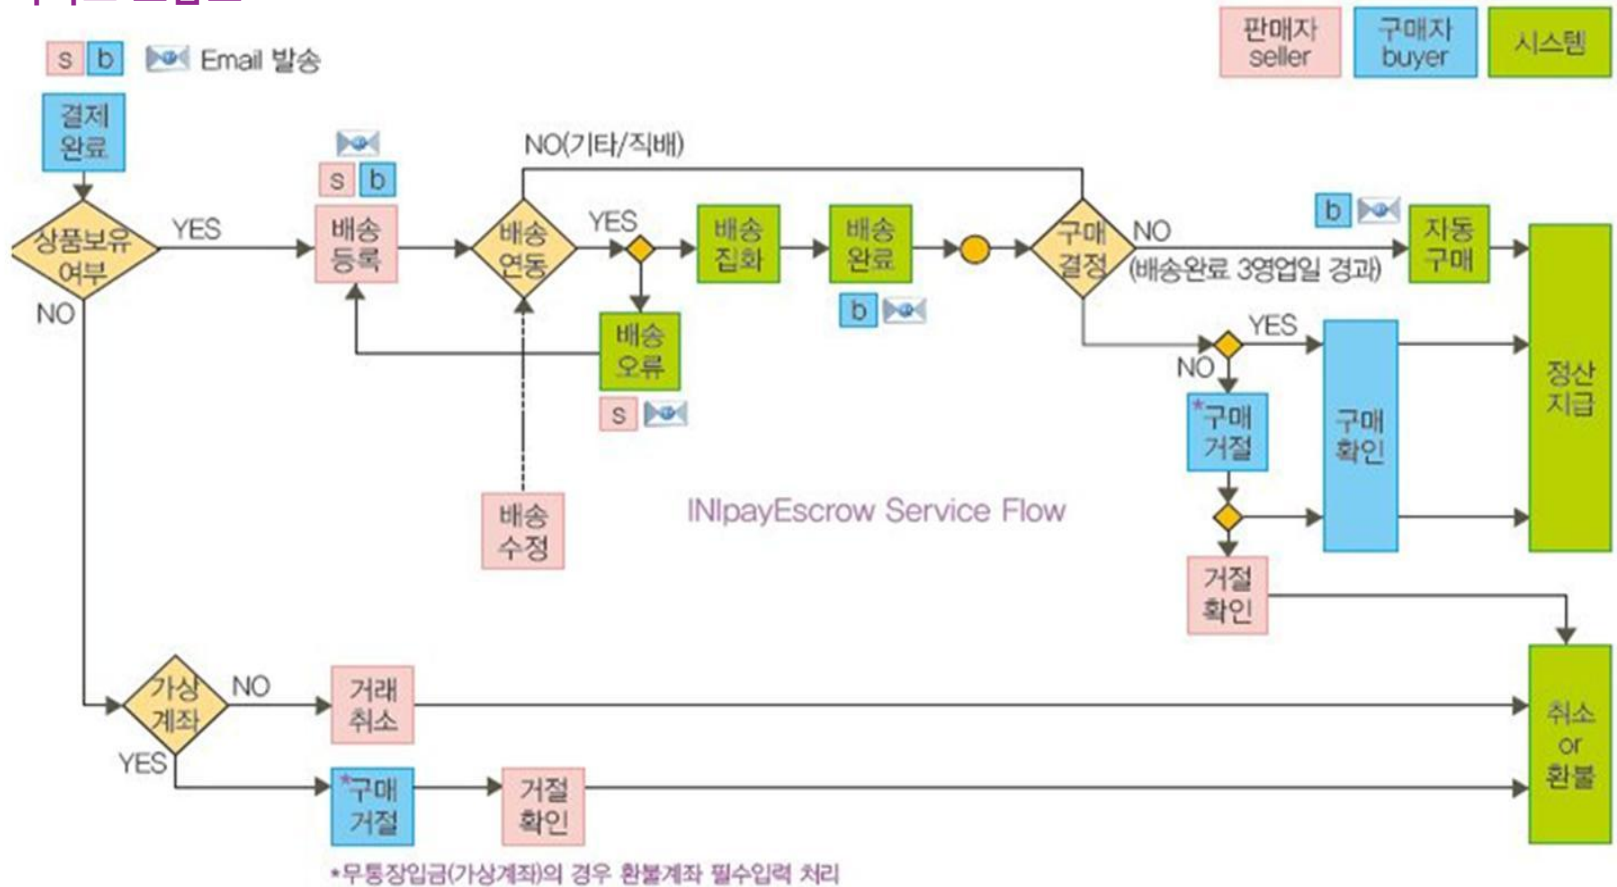 판매자
seller
구매자
buyer
시스템
s b Email 발송
결제
완료
상품보유
여부
YES
NO
s b
배송
등록
NO(기타/직배)
배송
연동
YES
배송
집화
배송
완료
b
배송
오류
s
배송
수정
구매
결정
NO
(배송완료 3영업일 경과)
b
자동
구매
YES
NO
*구매
거절
구매
확인
정산
지급
거절
확인
INIpayEscrow Service Flow
가상
계좌
NO
YES
거래
취소
*구매
거절
거절
확인
취소
or
환불
*무통장입금(가상계좌)의 경우 환불계좌 필수입력 처리